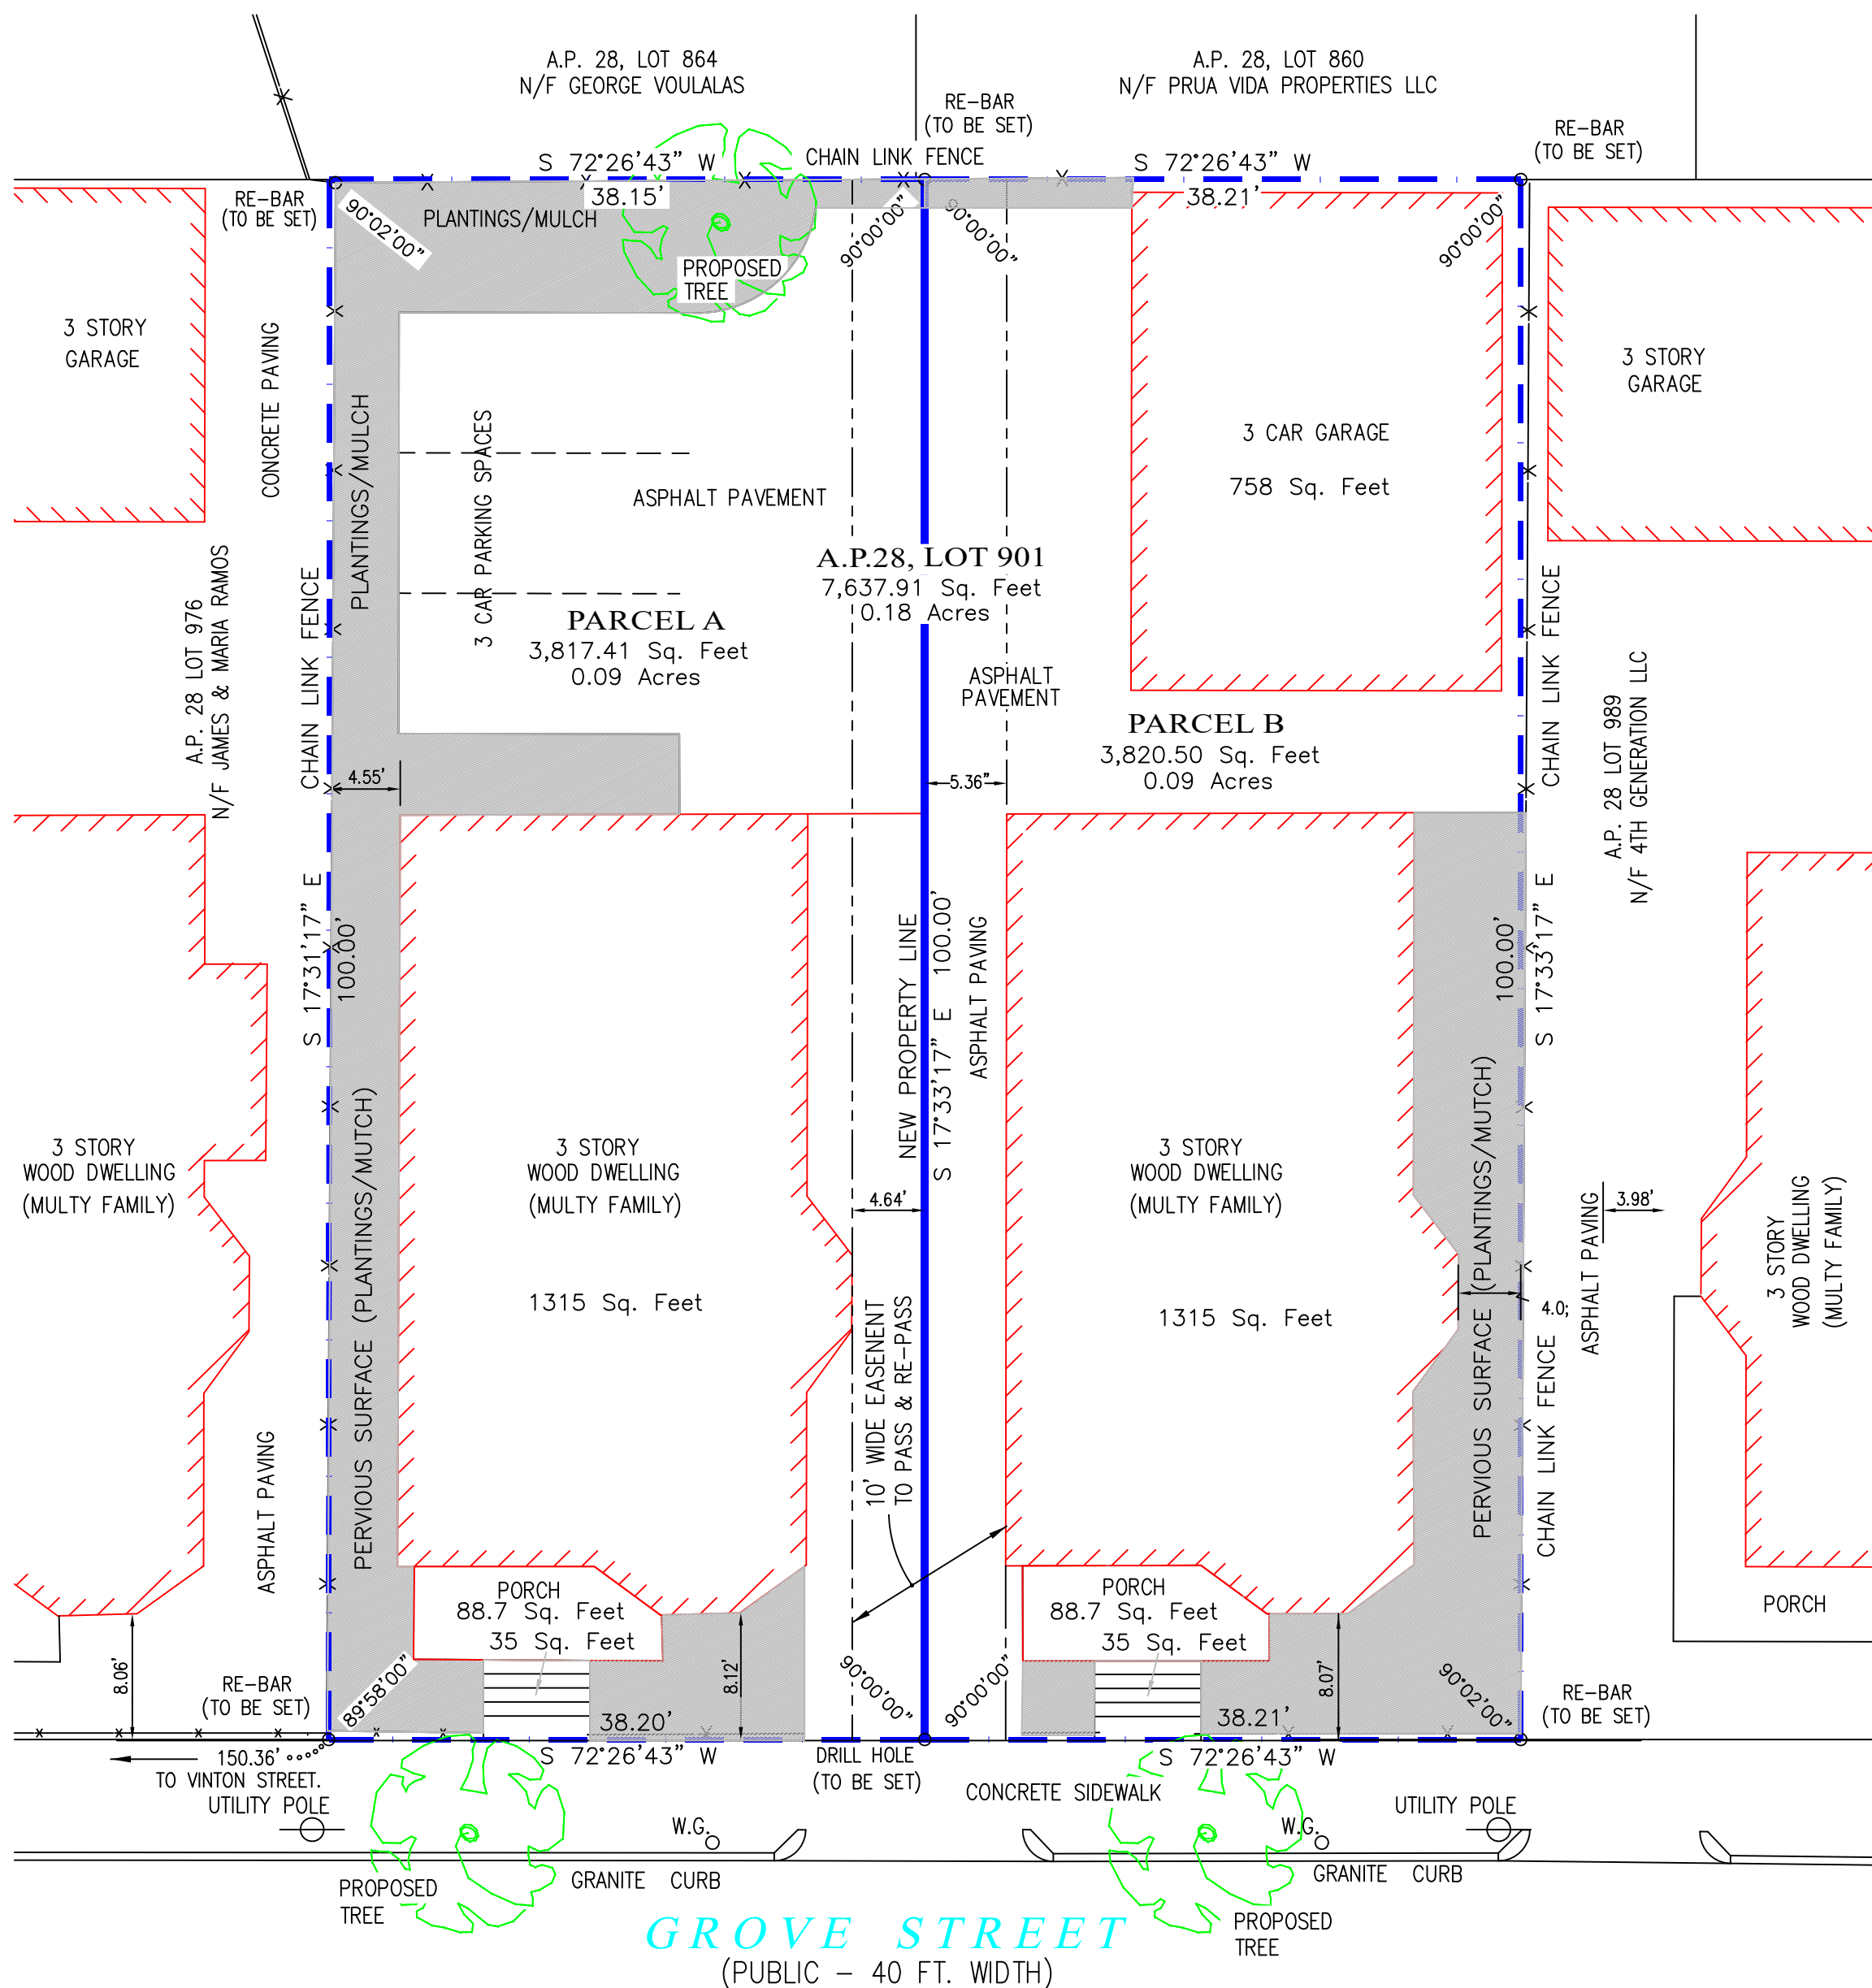 A.P. 28, LOT 864
N/F GEORGE VOULALAS
A.P. 28, LOT 860
N/F PRUA VIDA PROPERTIES LLC
RE-BAR
(TO BE SET)
RE-BAR
(TO BE SET)
S 72°26'43" W
CHAIN LINK FENCE
S 72°26'43" W
38.15'
38.21'
RE-BAR
(TO BE SET)
90°02'00"
PLANTINGS/MULCH
90°00'00"
90°00'00"
90°00'00"
PROPOSED
TREE
3 STORY
GARAGE
CONCRETE PAVING
PLANTINGS/MULCH
3 CAR PARKING SPACES
ASPHALT PAVEMENT
3 CAR GARAGE
758 Sq. Feet
3 STORY
GARAGE
A.P.28, LOT 901
7,637.91 Sq. Feet
0.18 Acres
PARCEL A
3,817.41 Sq. Feet
0.09 Acres
A.P. 28 LOT 976
N/F JAMES & MARIA RAMOS
CHAIN LINK FENCE
ASPHALT
PAVEMENT
PARCEL B
3,820.50 Sq. Feet
0.09 Acres
CHAIN LINK FENCE
A.P. 28 LOT 989
N/F 4TH GENERATION LLC
4.55'
5.36"
S 17°31'17" E
100.00'
NEW PROPERTY LINE
S 17°33'17" E 100.00'
ASPHALT PAVING
100.00'
S 17°33'17" E
3 STORY
WOOD DWELLING
(MULTY FAMILY)
PERVIOUS SURFACE (PLANTINGS/MUTCH)
3 STORY
WOOD DWELLING
(MULTY FAMILY)
1315 Sq. Feet
4.64'
3 STORY
WOOD DWELLING
(MULTY FAMILY)
1315 Sq. Feet
PERVIOUS SURFACE (PLANTINGS/MUTCH)
4.0;
CHAIN LINK FENCE
ASPHALT PAVING
3.98'
3 STORY
WOOD DWELLING
(MULTY FAMILY)
10' WIDE EASENENT
TO PASS & RE-PASS
ASPHALT PAVING
PORCH
88.7 Sq. Feet
35 Sq. Feet
PORCH
88.7 Sq. Feet
35 Sq. Feet
PORCH
8.06'
RE-BAR
(TO BE SET)
89°58'00"
8.12'
90°00'00"
90°00'00"
8.07'
90°02'00"
RE-BAR
(TO BE SET)
38.20'
38.21'
S 72°26'43" W
S 72°26'43" W
150.36'
TO VINTON STREET.
DRILL HOLE
(TO BE SET)
CONCRETE SIDEWALK
UTILITY POLE
W.G.
W.G.
UTILITY POLE
GRANITE CURB
GRANITE CURB
PROPOSED
TREE
PROPOSED
TREE
GROVE STREET
(PUBLIC - 40 FT. WIDTH)